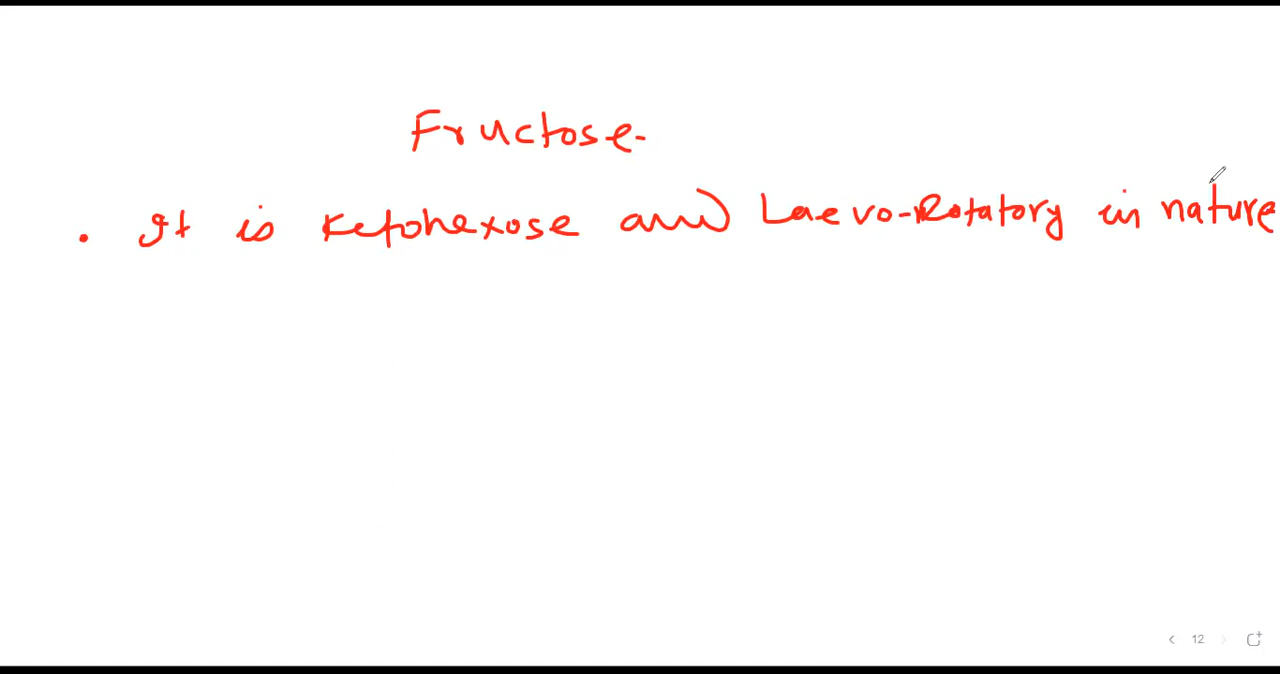 Fructose-
. It is Ketohexose and Laevo-Rotatory in nature
12